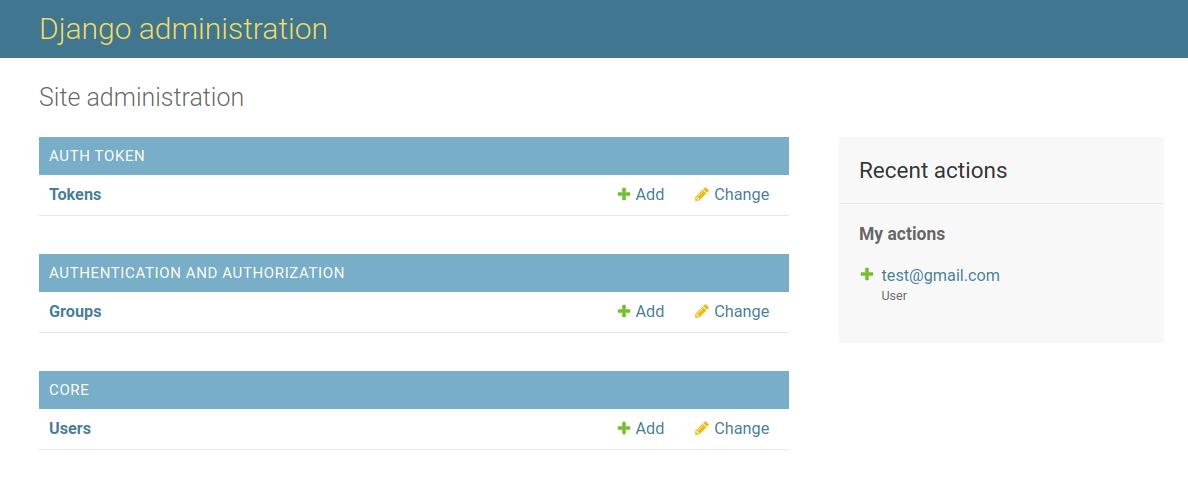 Django administration
Site administration
AUTH TOKEN
Tokens Add Change
AUTHENTICATION AND AUTHORIZATION
Groups Add Change
CORE
Users Add Change
Recent actions
My actions
test@gmail.com
User